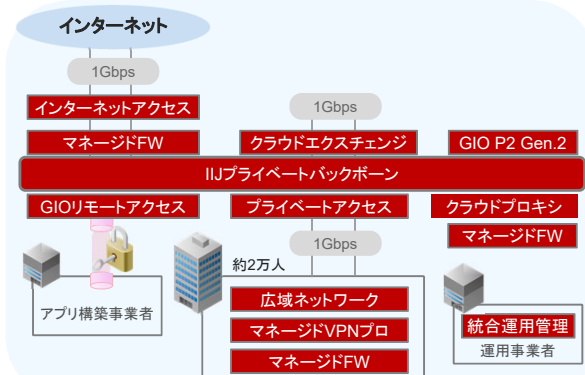 インターネット
1Gbps
インターネットアクセス
マネージドFW
1Gbps
クラウドエクスチェンジ
GIO P2 Gen.2
IIJプライベートバックボーン
GIOリモートアクセス
プライベートアクセス
クラウドプロキシ
マネージドFW
1Gbps
約2万人
アプリ構築事業者
広域ネットワーク
マネージドVPNプロ
マネージドFW
統合運用管理
運用事業者